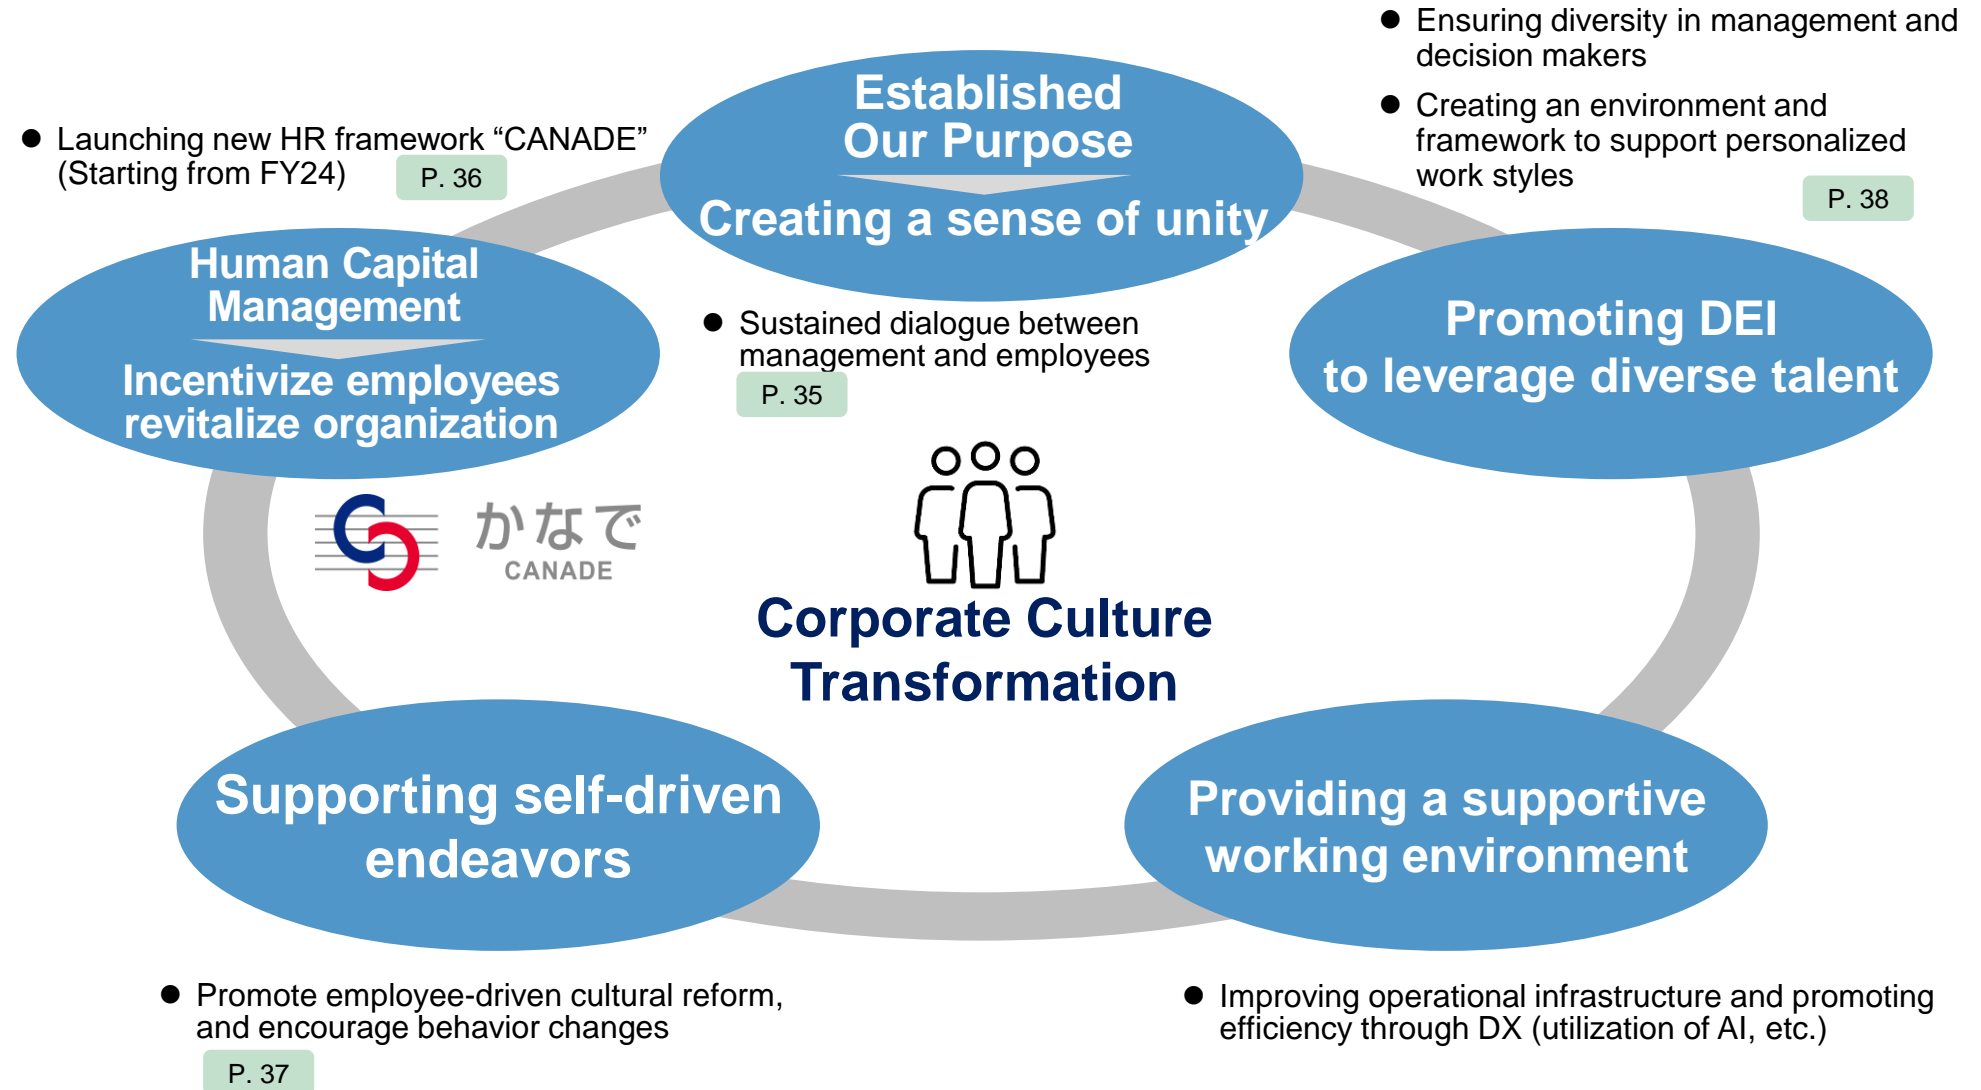 Established
Our Purpose
Creating a sense of unity
● Launching new HR framework “CANADE”
(Starting from FY24)
P. 36
● Ensuring diversity in management and
decision makers
● Creating an environment and
framework to support personalized
work styles
P. 38
Human Capital
Management
Incentivize employees
revitalize organization
● Sustained dialogue between
management and employees
P. 35
Promoting DEI
to leverage diverse talent
かなで
CANADE
Corporate Culture
Transformation
Supporting self-driven
endeavors
Providing a supportive
working environment
● Promote employee-driven cultural reform,
and encourage behavior changes
P. 37
● Improving operational infrastructure and promoting
efficiency through DX (utilization of AI, etc.)